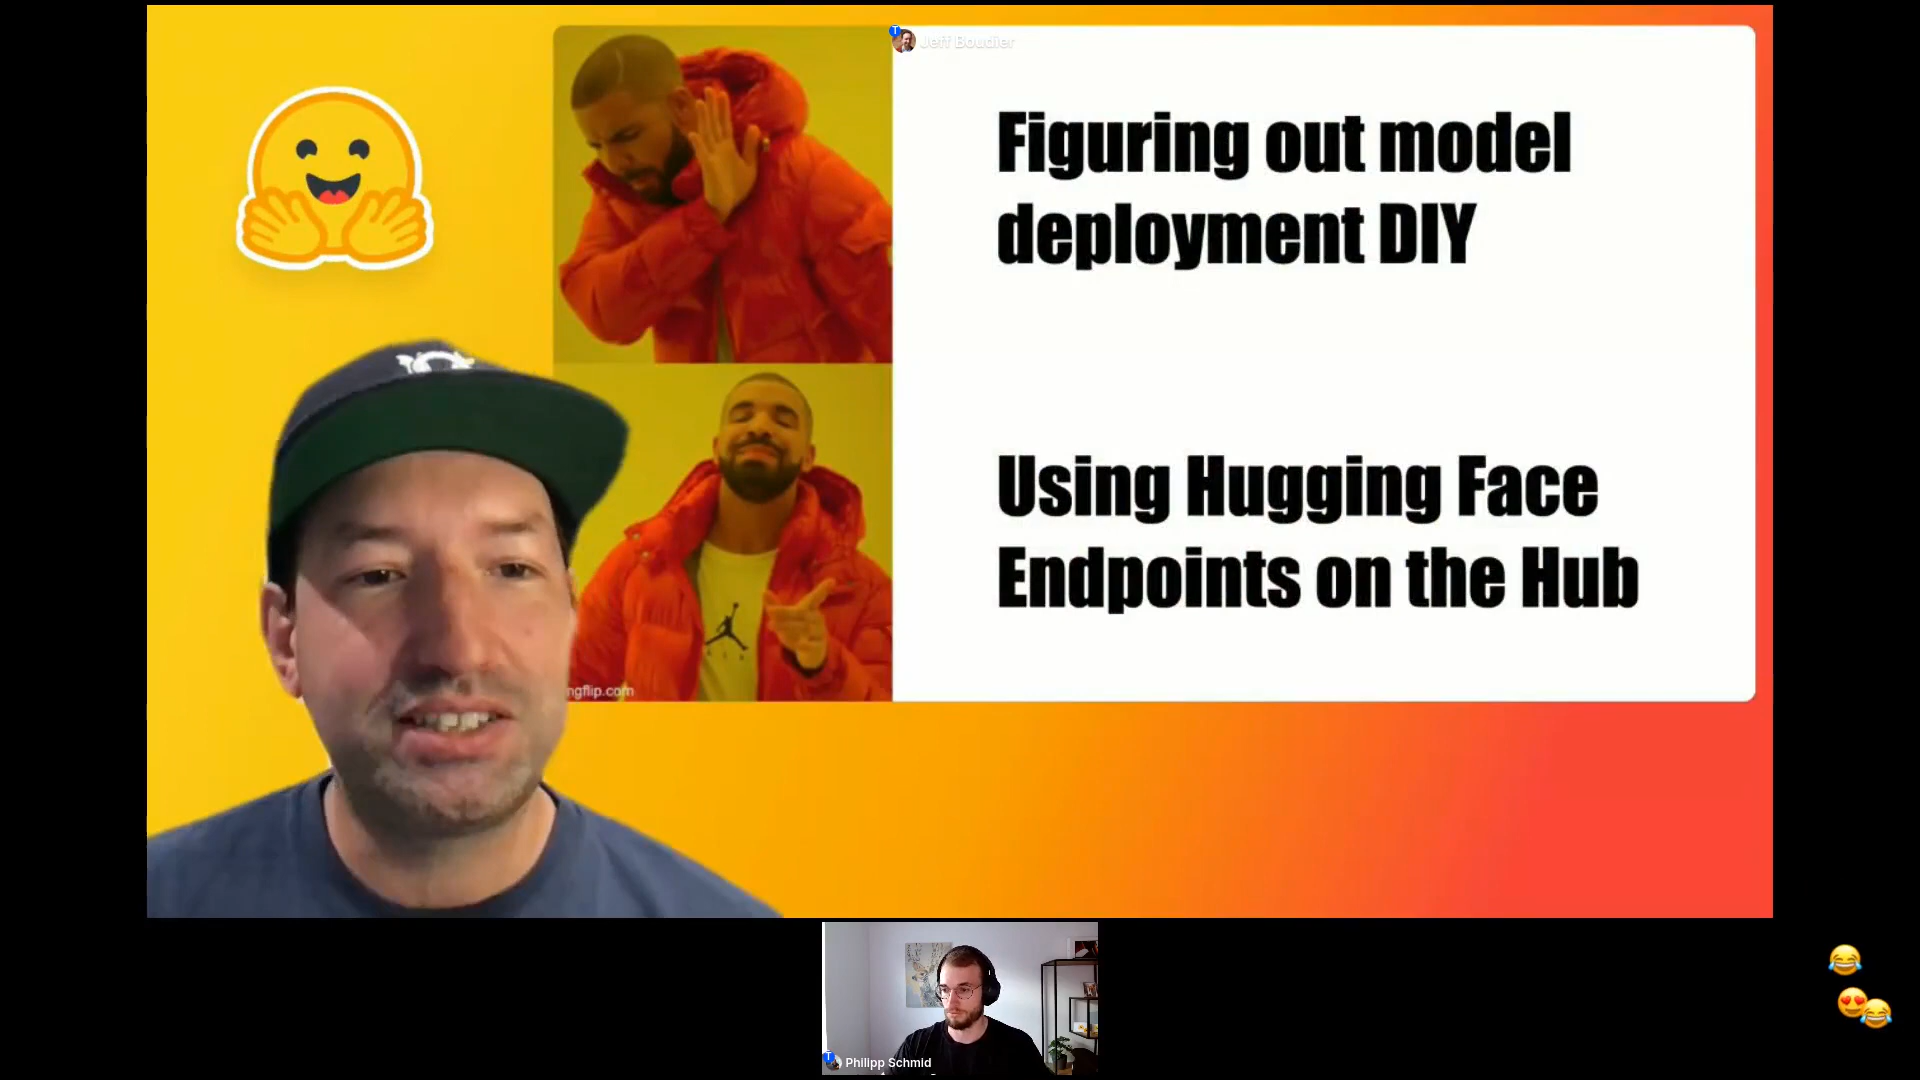 Jeff Boudier
Figuring out model
deployment DIY
Using Hugging Face
Endpoints on the Hub
ngflip.com
Philipp Schmid